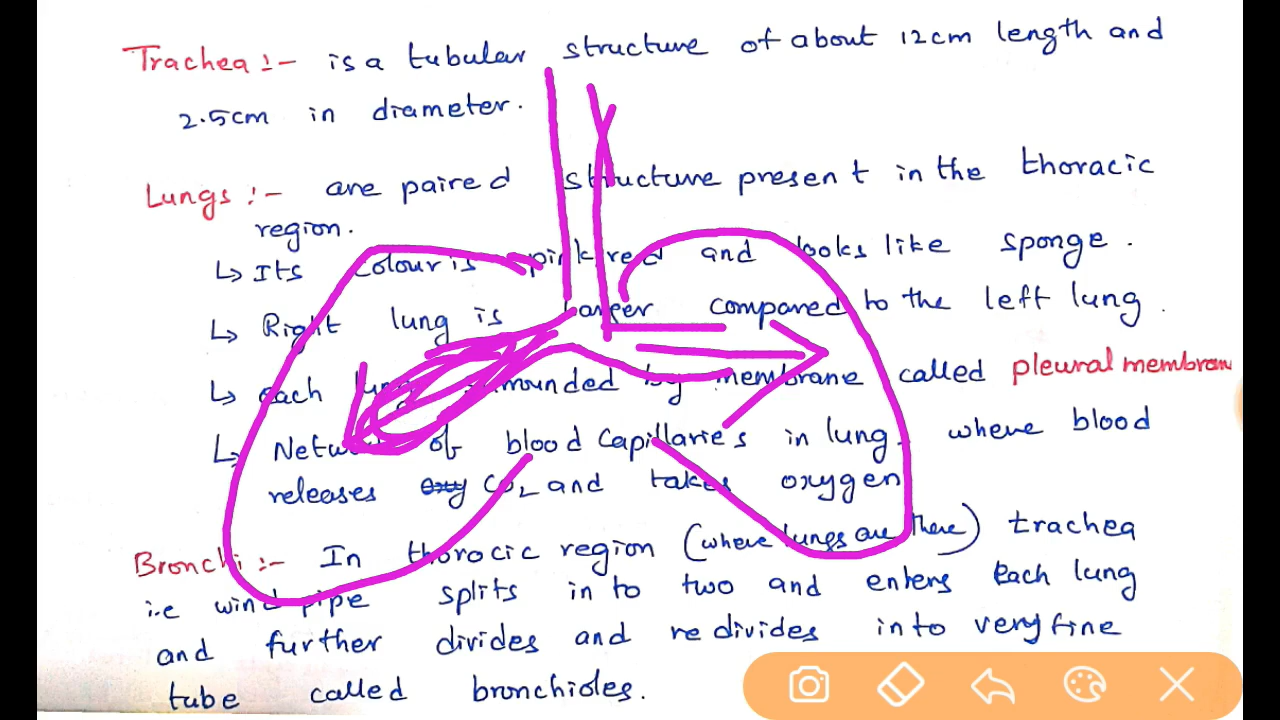 Trachea :- is a tubular structure of about 12cm length and
2.5cm in diameter.
Lungs :- are paired structure present in the thoracic
region.
↳ Its colour is pink red and looks like sponge.
↳ Right lung is larger compared to the left lung.
↳ each lung surrounded by membrane called pleural membran
↳ Network of blood capillaries in lung, where blood
releases oxy CO2 and takes oxygen
Bronchi :- In thoracic region (where lungs are there) trachea
i.e wind pipe splits in to two and enters Each lung
and further divides and redivides into very fine
tube called bronchioles.